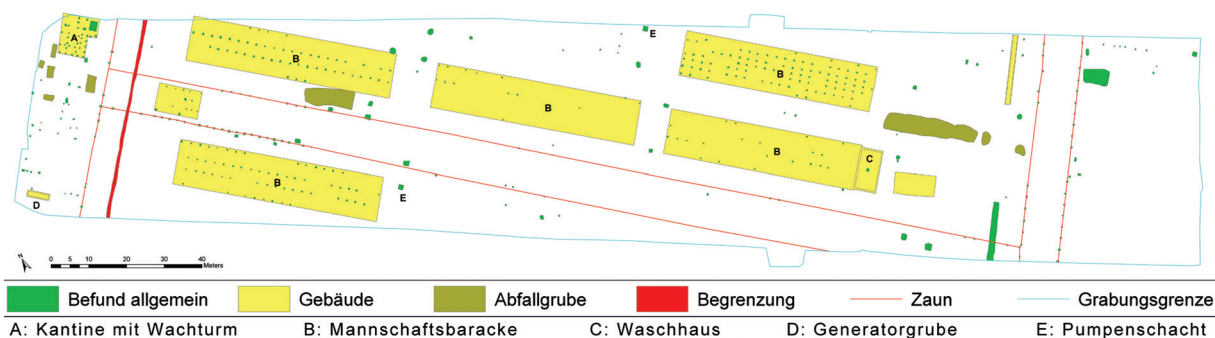 A
B
E
B
B
B
C
B
E
D
N
0 5 10 20 30 40
Meters
Befund allgemein Gebäude Abfallgrube Begrenzung Zaun Grabungsgrenze
A: Kantine mit Wachturm B: Mannschaftsbaracke C: Waschhaus D: Generatorgrube E: Pumpenschacht